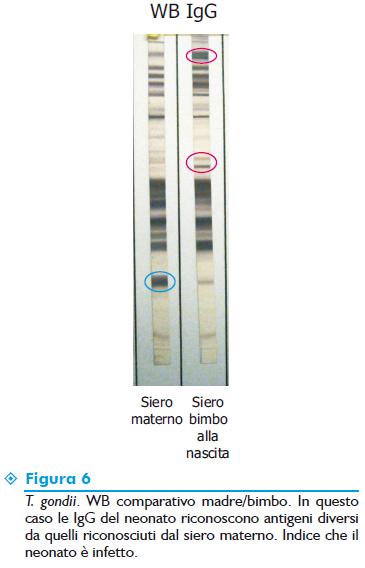 WB IgG
Siero materno
Siero bimbo alla nascita
Figura 6
T. gondii. WB comparativo madre/bimbo. In questo
caso le IgG del neonato riconoscono antigeni diversi
da quelli riconosciuti dal siero materno. Indice che il
neonato è infetto.